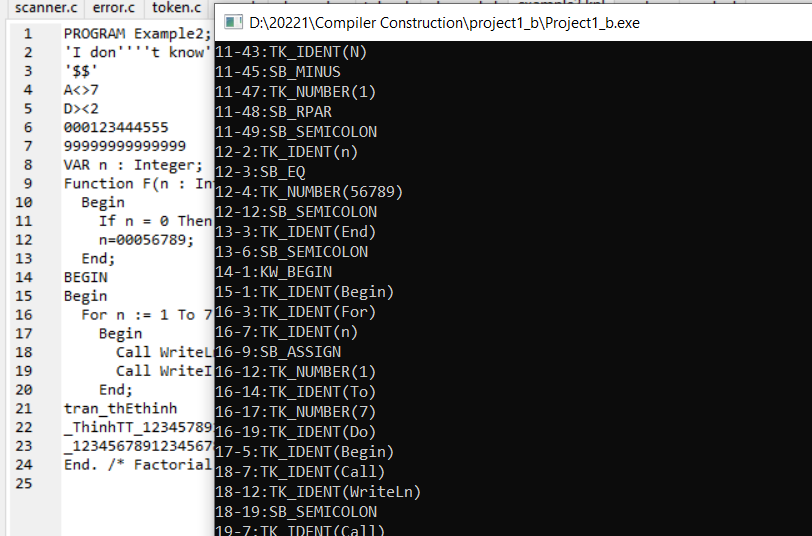 scanner.c error.c token.c
D:\20221\Compiler Construction\project1_b\Project1_b.exe
1 PROGRAM Example2;
2 'I don''''t know'
3 '$$'
4 A<>7
5 D><2
6 000123444555
7 99999999999999
8 VAR n : Integer;
9 Function F(n : In
10 Begin
11 If n = 0 Then
12 n=00056789;
13 End;
14 BEGIN
15 Begin
16 For n := 1 To 7
17 Begin
18 Call WriteL
19 Call WriteI
20 End;
21 tran_thEthinh
22 _ThinhTT_123457891
23 _1234567891234567
24 End. /* Factorial
25
11-43:TK_IDENT(N)
11-45:SB_MINUS
11-47:TK_NUMBER(1)
11-48:SB_RPAR
11-49:SB_SEMICOLON
12-2:TK_IDENT(n)
12-3:SB_EQ
12-4:TK_NUMBER(56789)
12-12:SB_SEMICOLON
13-3:TK_IDENT(End)
13-6:SB_SEMICOLON
14-1:KW_BEGIN
15-1:TK_IDENT(Begin)
16-3:TK_IDENT(For)
16-7:TK_IDENT(n)
16-9:SB_ASSIGN
16-12:TK_NUMBER(1)
16-14:TK_IDENT(To)
16-17:TK_NUMBER(7)
16-19:TK_IDENT(Do)
17-5:TK_IDENT(Begin)
18-7:TK_IDENT(Call)
18-12:TK_IDENT(WriteLn)
18-19:SB_SEMICOLON
19-7:TK_IDENT(Call)